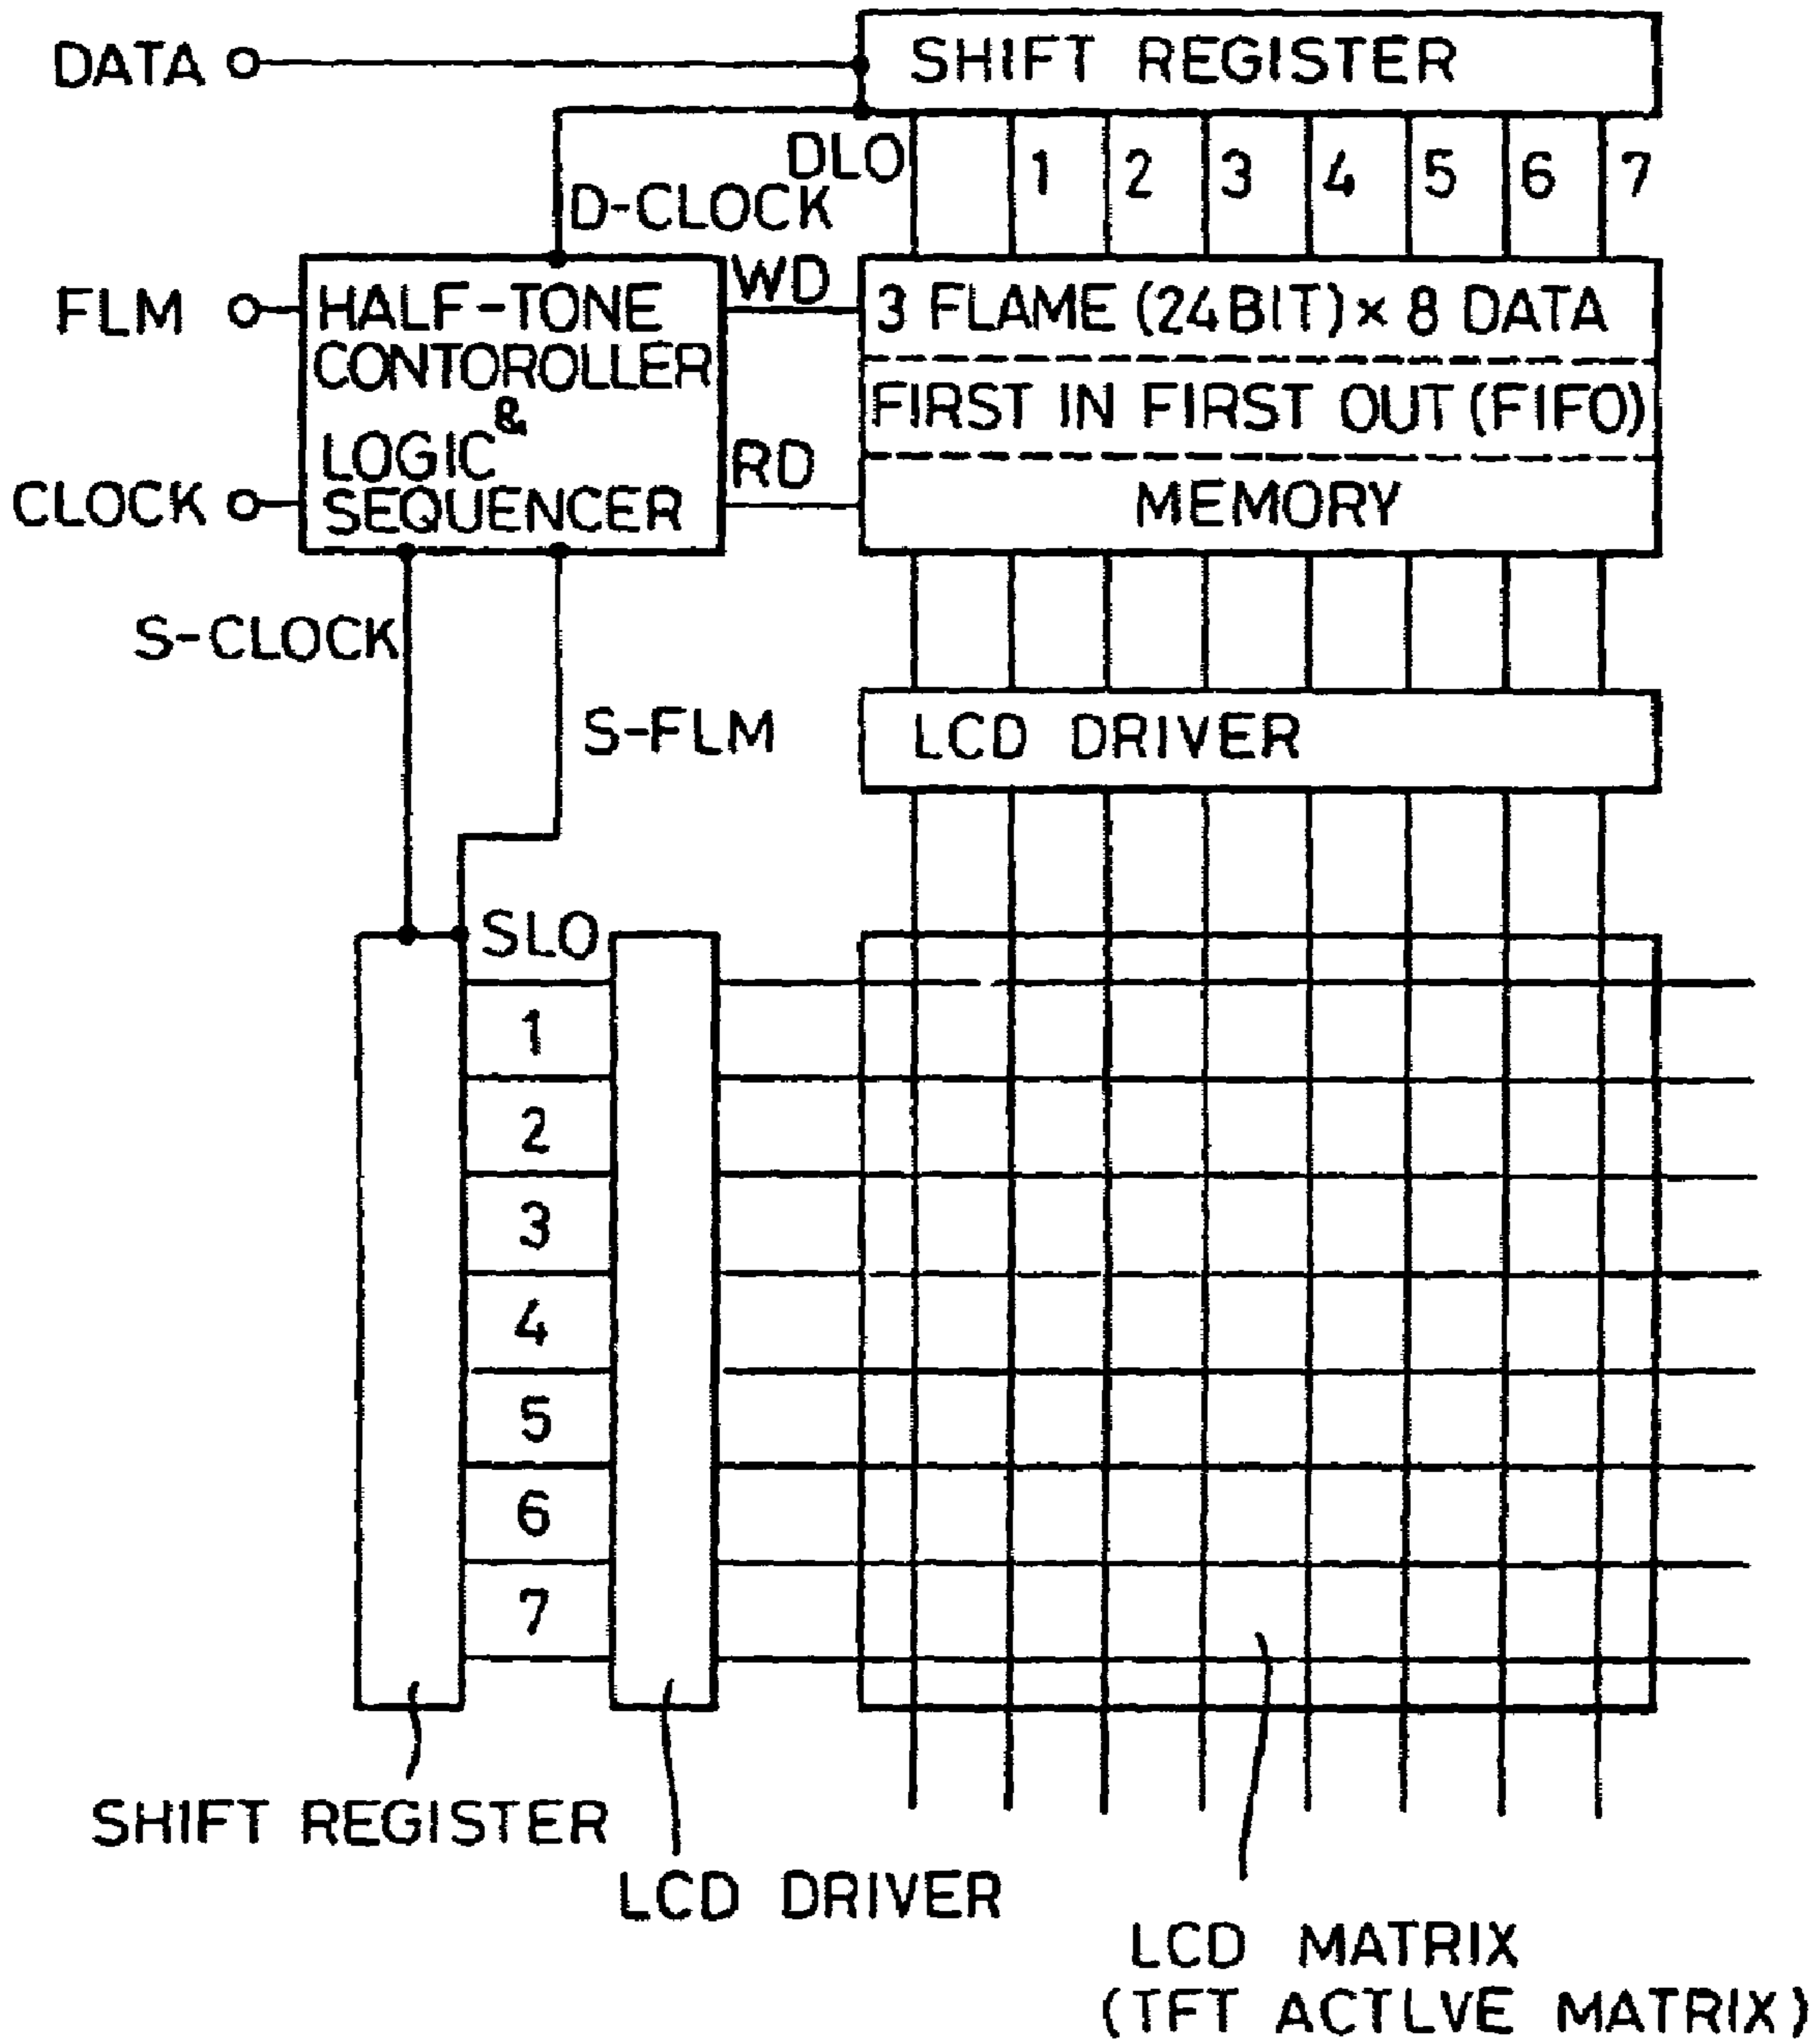 DATA
SHIFT REGISTER
DLO 1 2 3 4 5 6 7
D-CLOCK
FLM
HALF-TONE
CONTOROLLER
&
LOGIC
SEQUENCER
CLOCK
WD
RD
3 FLAME (24BIT) × 8 DATA
FIRST IN FIRST OUT (FIFO)
MEMORY
S-CLOCK
S-FLM
LCD DRIVER
SLO
1
2
3
4
5
6
7
SHIFT REGISTER
LCD DRIVER
LCD MATRIX
(TFT ACTLVE MATRIX)